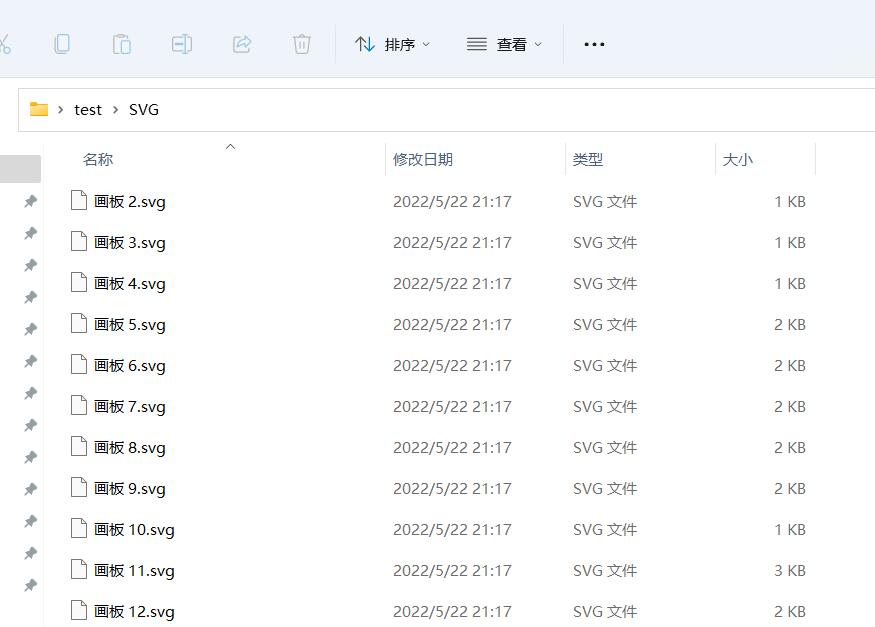 排序 查看
test SVG
名称 修改日期 类型 大小
画板 2.svg 2022/5/22 21:17 SVG 文件 1 KB
画板 3.svg 2022/5/22 21:17 SVG 文件 1 KB
画板 4.svg 2022/5/22 21:17 SVG 文件 1 KB
画板 5.svg 2022/5/22 21:17 SVG 文件 2 KB
画板 6.svg 2022/5/22 21:17 SVG 文件 2 KB
画板 7.svg 2022/5/22 21:17 SVG 文件 2 KB
画板 8.svg 2022/5/22 21:17 SVG 文件 2 KB
画板 9.svg 2022/5/22 21:17 SVG 文件 2 KB
画板 10.svg 2022/5/22 21:17 SVG 文件 1 KB
画板 11.svg 2022/5/22 21:17 SVG 文件 3 KB
画板 12.svg 2022/5/22 21:17 SVG 文件 2 KB